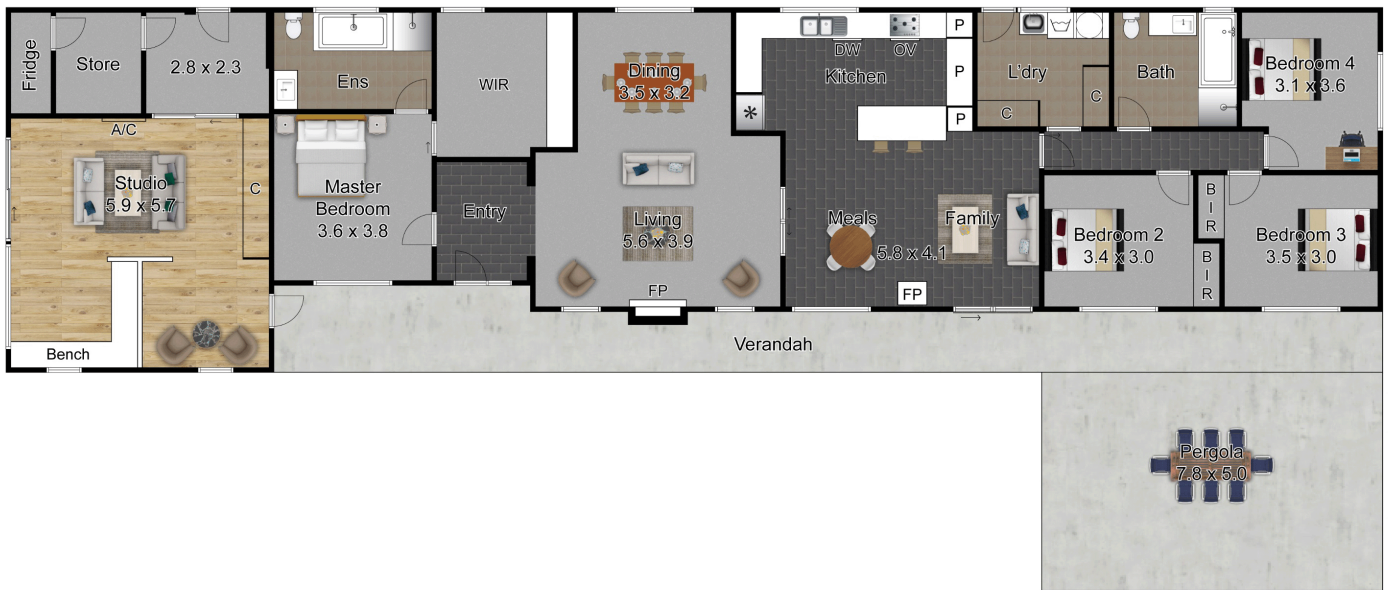 Fridge
Store
2.8 x 2.3
Ens
WIR
Dining
3.5 x 3.2
DW
OV
Kitchen
P
P
P
*
L'dry
C
C
Bath
Bedroom 4
3.1 x 3.6
A/C
Studio
5.9 x 5.7
C
Master
Bedroom
3.6 x 3.8
Entry
Living
5.6 x 3.9
FP
Meals
Family
5.8 x 4.1
FP
Bedroom 2
3.4 x 3.0
B
I
R
B
I
R
Bedroom 3
3.5 x 3.0
Bench
Verandah
Pergola
7.8 x 5.0